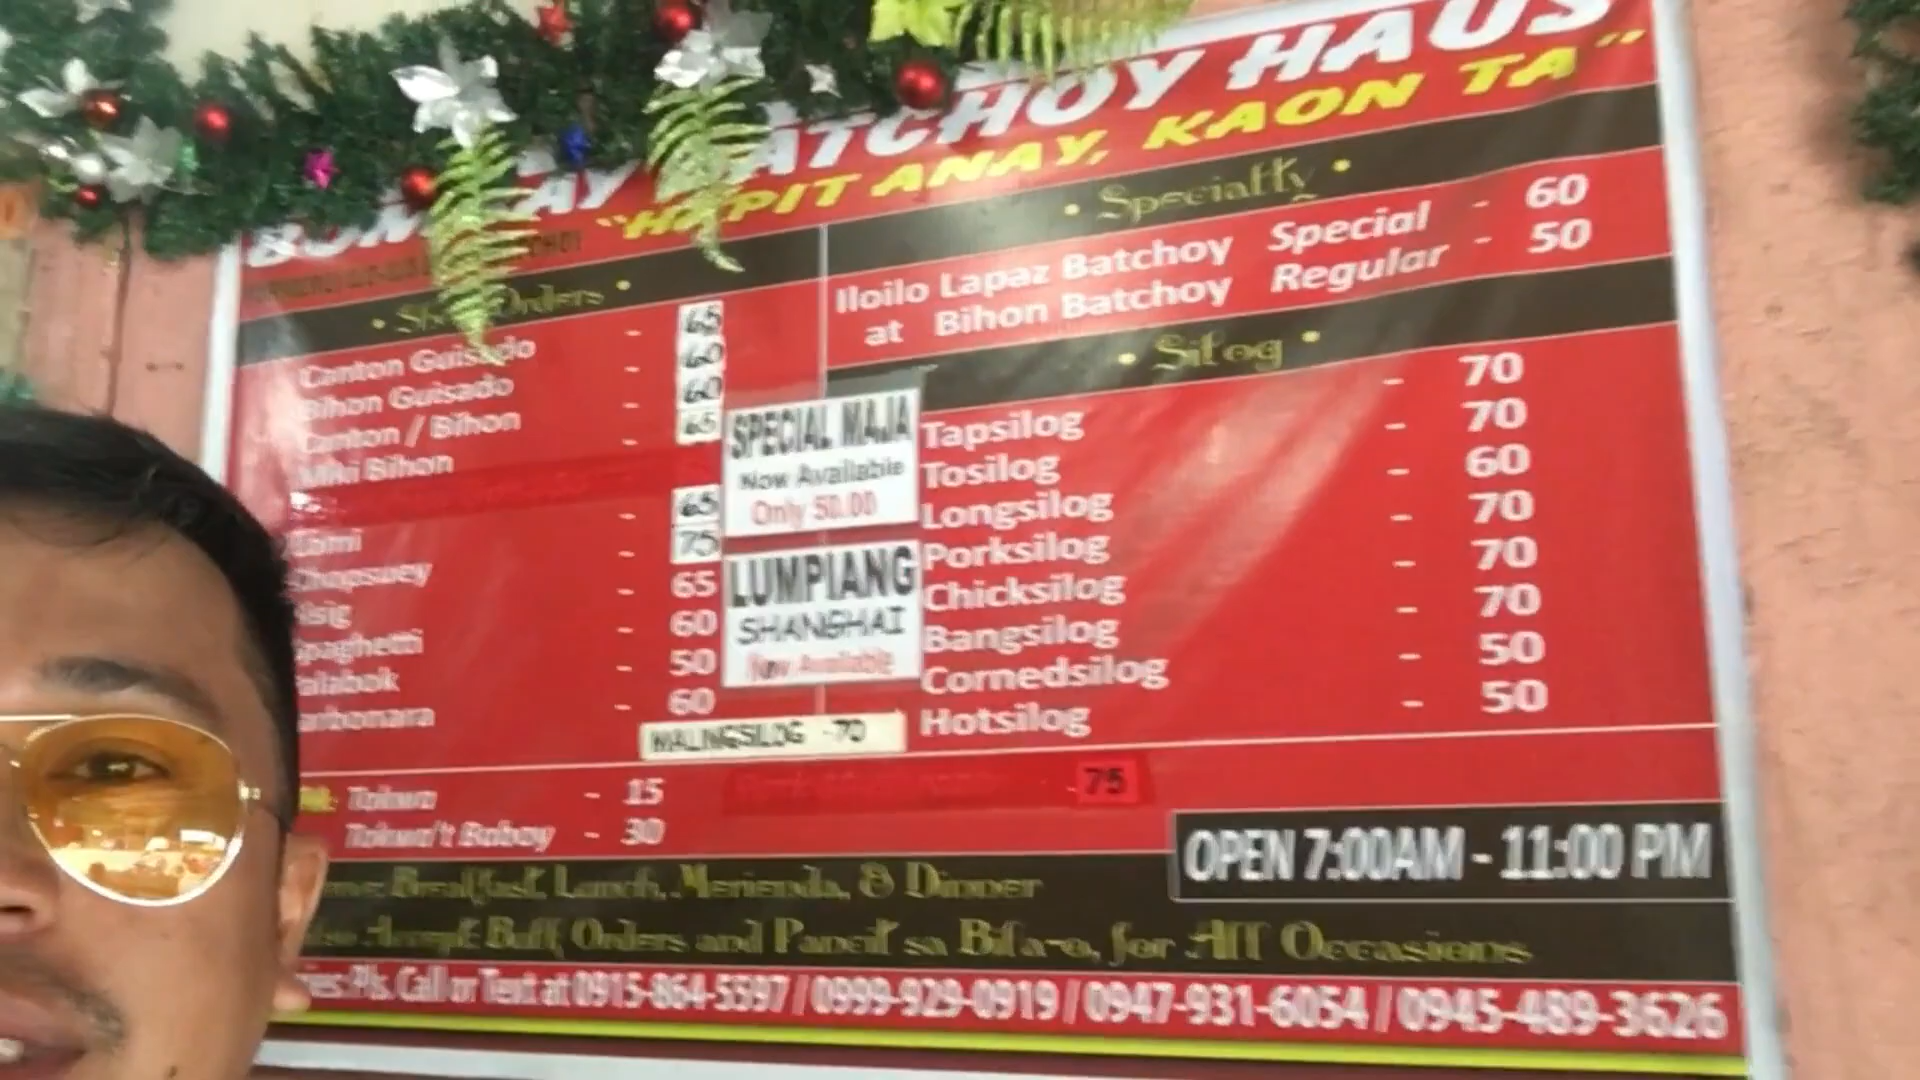 BATCHOY HAUS
"HAPIT ANAY, KAON TA"
• Specialty •
Iloilo Lapaz Batchoy Special - 60
at Bihon Batchoy Regular - 50
Orders •
Canton Guisado - 65
Bihon Guisado - 60
Canton / Bihon - 60
Miki Bihon - 65
Lomi - 65
Chopsuey - 75
- 65
Spaghetti - 60
- 50
- 60
SPECIAL MAJA
Now Available
Only 50.00
LUMPIANG
SHANGHAI
Now Available
MALINGSILOG -70
• Silog •
Tapsilog - 70
Tosilog - 70
Longsilog - 60
Porksilog - 70
Chicksilog - 70
Bangsilog - 70
Cornedsilog - 50
Hotsilog - 50
Tokwa - 15
Tokwa't Baboy - 30
- 75
OPEN 7:00AM - 11:00 PM
Breakfast, Lunch, Merienda, & Dinner
Accept Bulk Orders and Pancit sa Bila-o, for All Occasions
Pls. Call or Text at 0915-864-5597 / 0999-929-0919 / 0947-931-6054 / 0945-489-3626